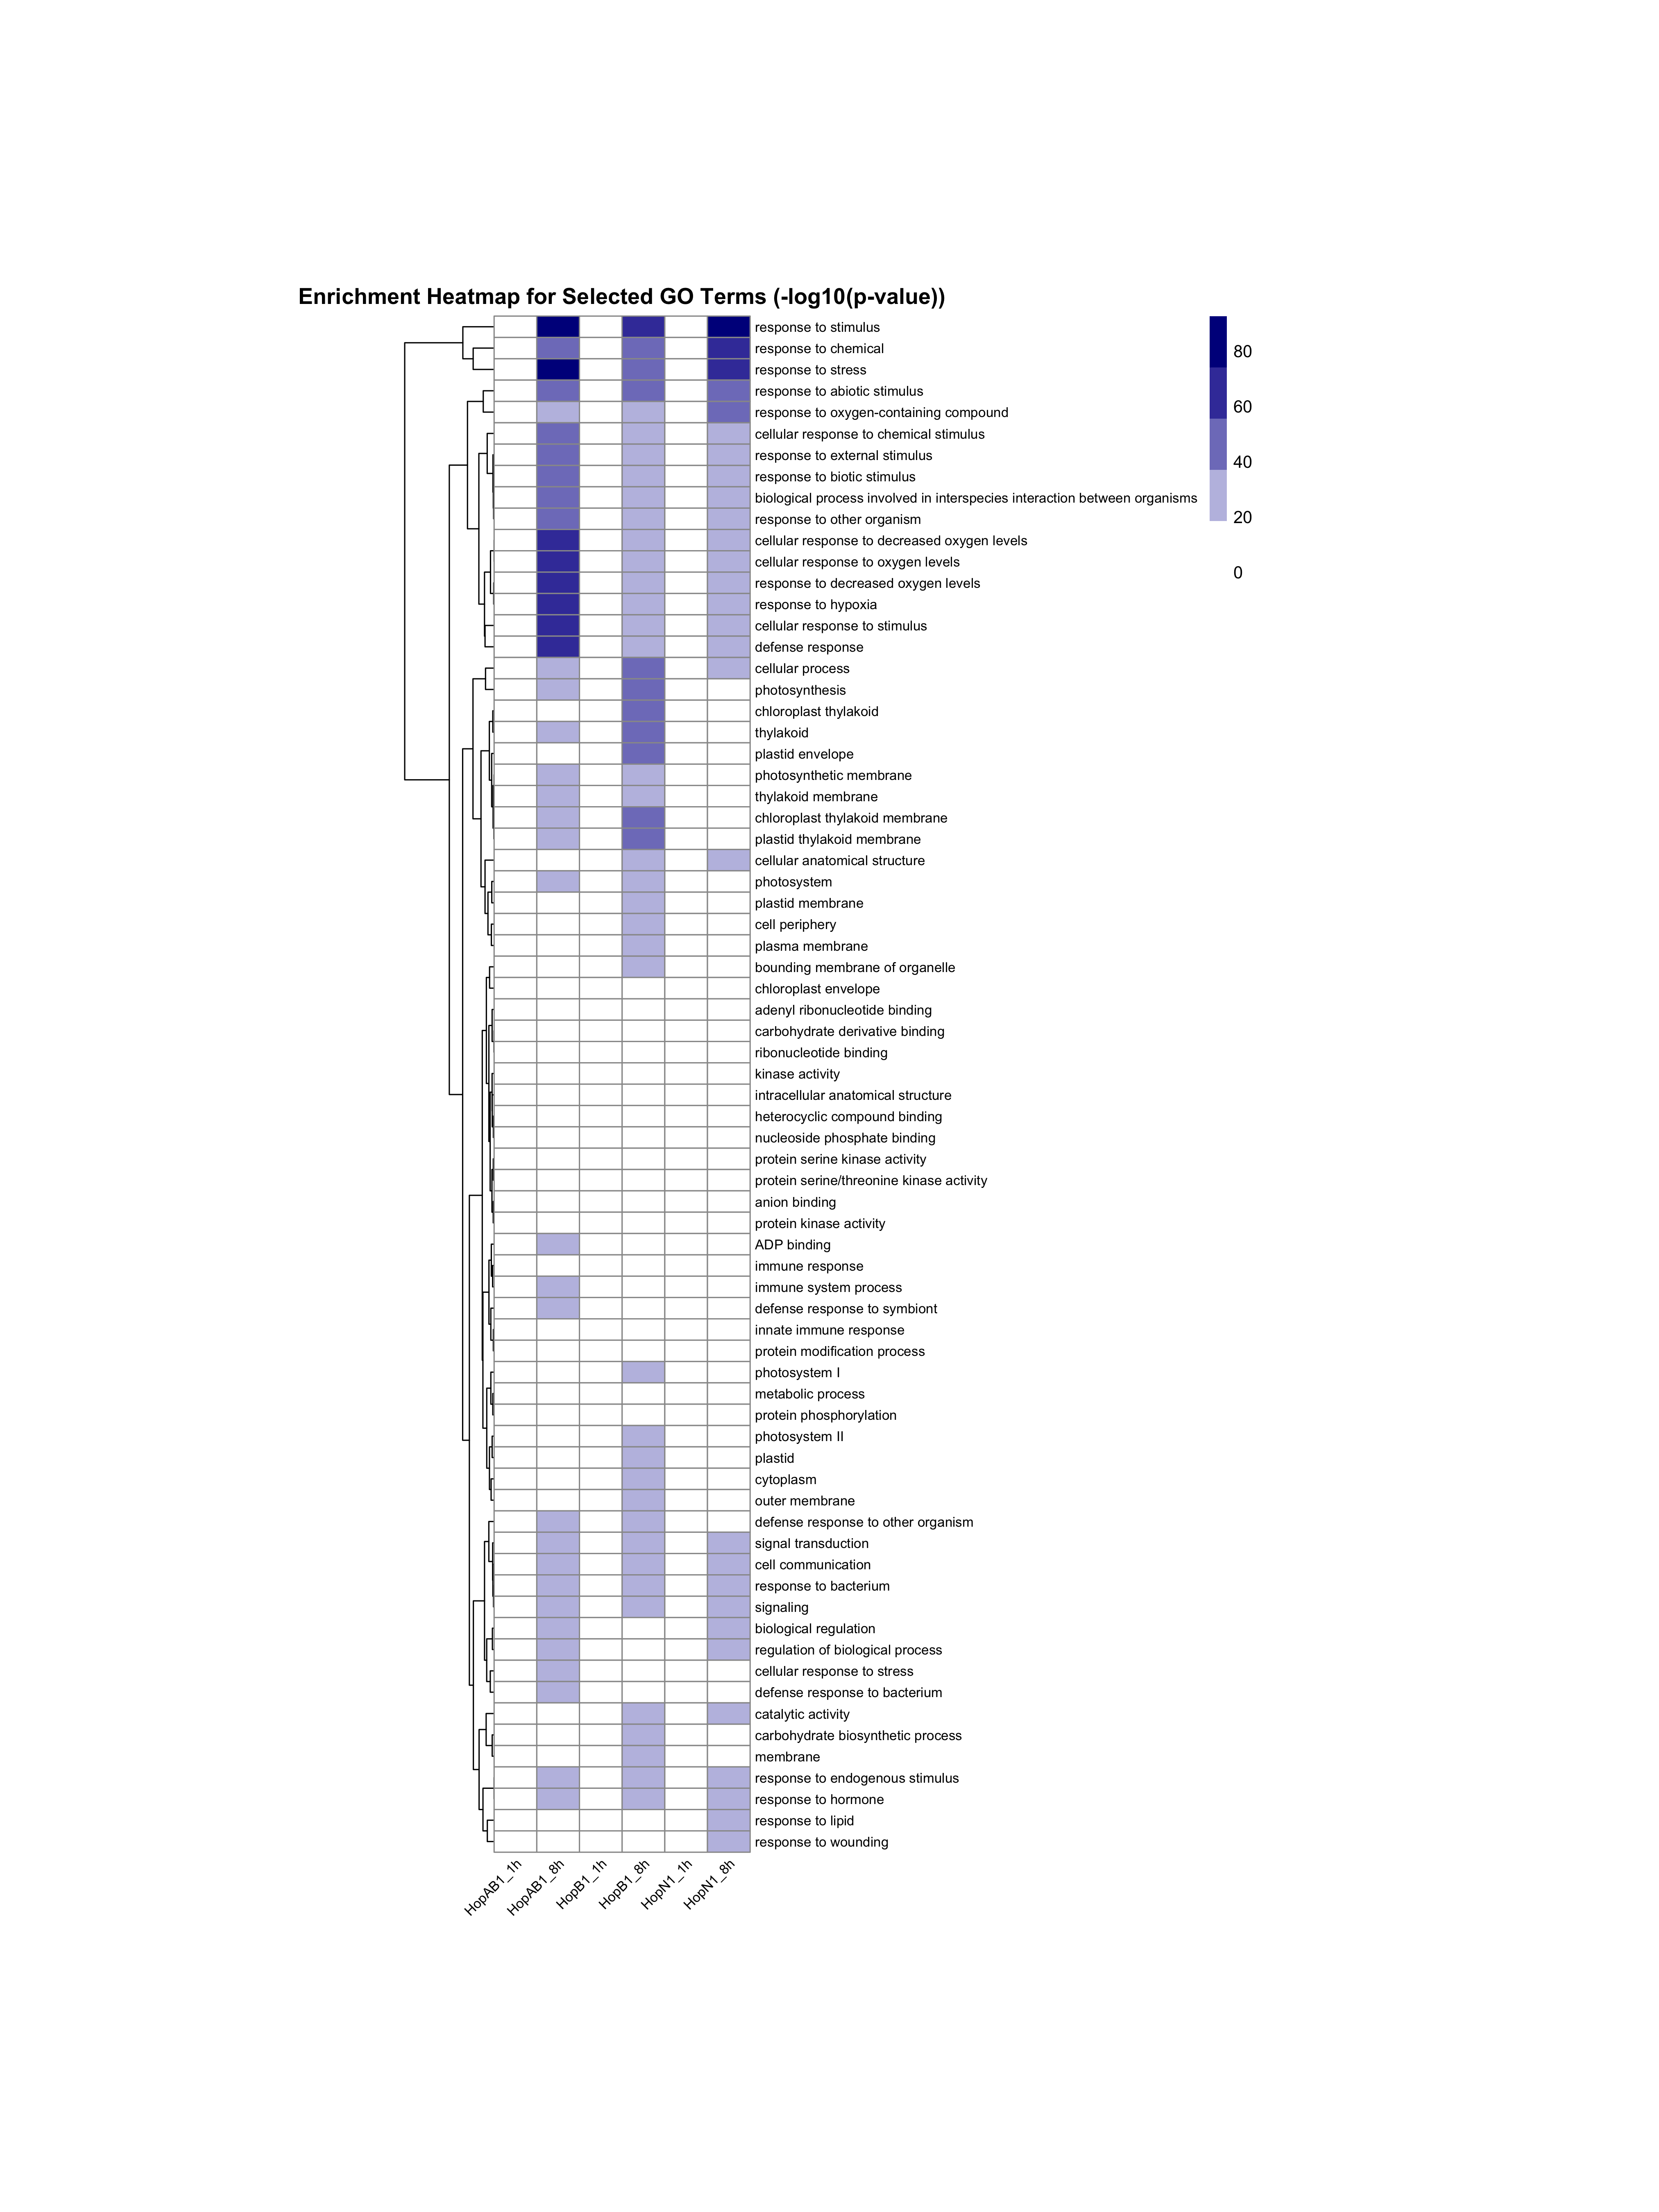 Enrichment Heatmap for Selected GO Terms (-log10(p-value))
response to stimulus
response to chemical
response to stress
response to abiotic stimulus
response to oxygen-containing compound
cellular response to chemical stimulus
response to external stimulus
response to biotic stimulus
biological process involved in interspecies interaction between organisms
response to other organism
cellular response to decreased oxygen levels
cellular response to oxygen levels
response to decreased oxygen levels
response to hypoxia
cellular response to stimulus
defense response
cellular process
photosynthesis
chloroplast thylakoid
thylakoid
plastid envelope
photosynthetic membrane
thylakoid membrane
chloroplast thylakoid membrane
plastid thylakoid membrane
cellular anatomical structure
photosystem
plastid membrane
cell periphery
plasma membrane
bounding membrane of organelle
chloroplast envelope
adenyl ribonucleotide binding
carbohydrate derivative binding
ribonucleotide binding
kinase activity
intracellular anatomical structure
heterocyclic compound binding
nucleoside phosphate binding
protein serine kinase activity
protein serine/threonine kinase activity
anion binding
protein kinase activity
ADP binding
immune response
immune system process
defense response to symbiont
innate immune response
protein modification process
photosystem I
metabolic process
protein phosphorylation
photosystem II
plastid
cytoplasm
outer membrane
defense response to other organism
signal transduction
cell communication
response to bacterium
signaling
biological regulation
regulation of biological process
cellular response to stress
defense response to bacterium
catalytic activity
carbohydrate biosynthetic process
membrane
response to endogenous stimulus
response to hormone
response to lipid
response to wounding
HopAB1_1h
HopAB1_8h
HopB1_1h
HopB1_8h
HopN1_1h
HopN1_8h
80
60
40
20
0